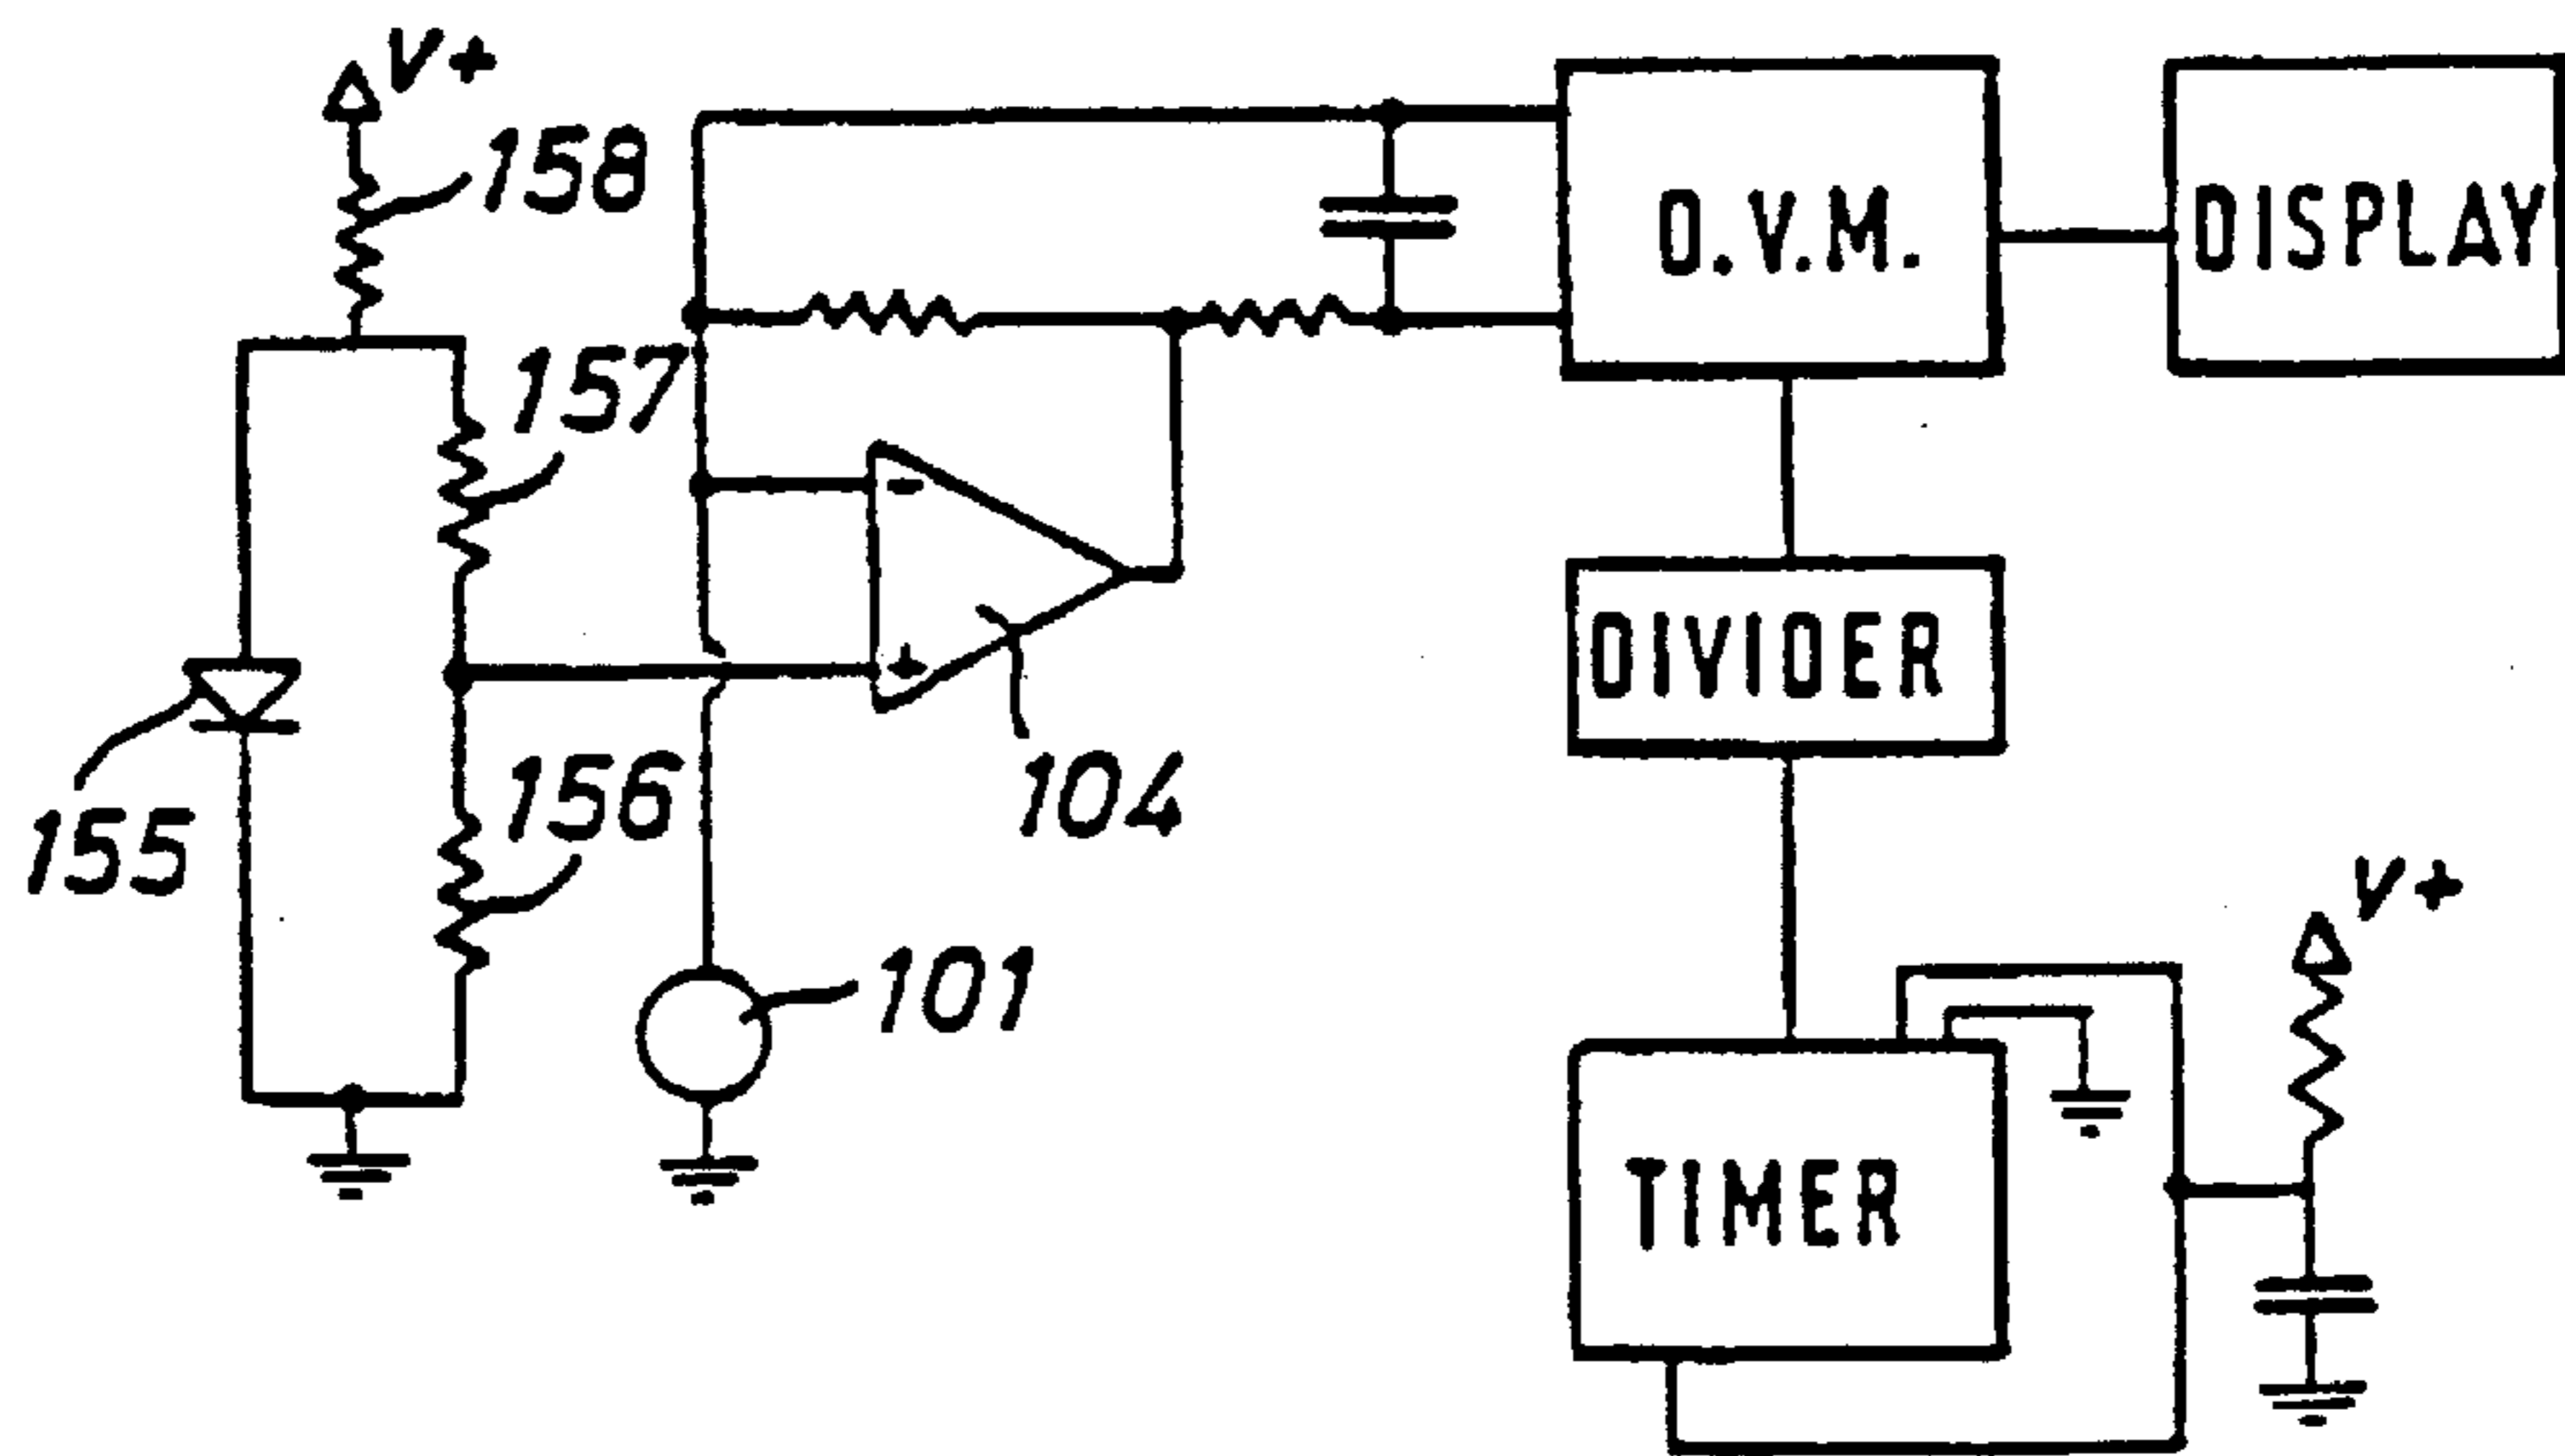 V+
158
D.V.M.
DISPLAY
157
DIVIDER
155
156
104
V+
101
TIMER
-
+